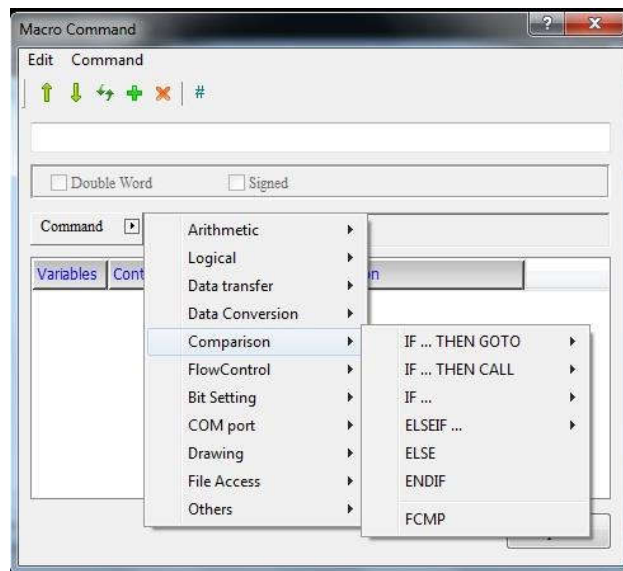 Macro Command
Edit Command
#
Double Word Signed
Command
Variables Cont
Arithmetic
Logical
Data transfer
Data Conversion
Comparison
FlowControl
Bit Setting
COM port
Drawing
File Access
Others
IF ... THEN GOTO
IF ... THEN CALL
IF ...
ELSEIF ...
ELSE
ENDIF
FCMP